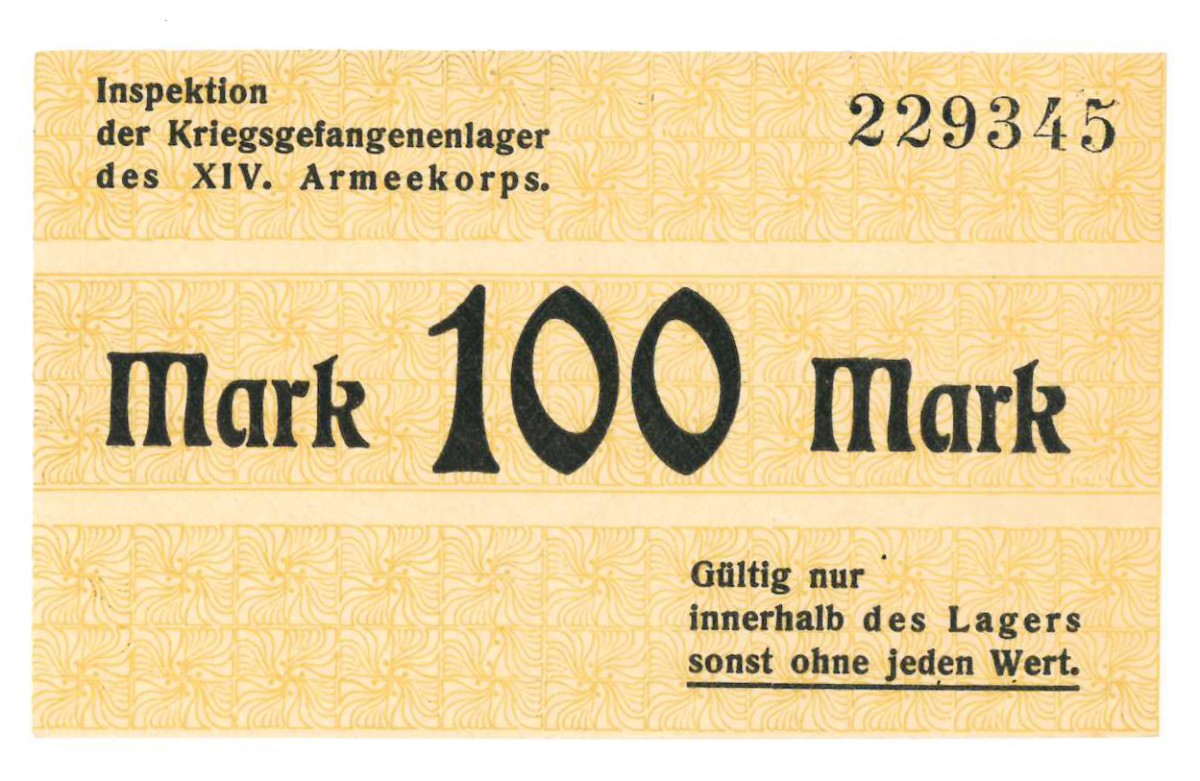 Inspektion
der Kriegsgefangenenlager
des XIV. Armeekorps.
229345
Mark 100 Mark
Gültig nur
innerhalb des Lagers
sonst ohne jeden Wert.